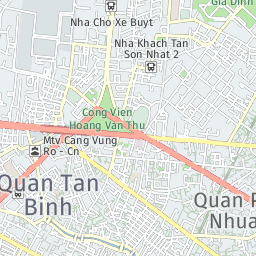 Gia Dinh
Nha Cho Xe Buyt
Nha Khach Tan
Son Nhat 2
Cong Vien
Hoang Van Thu
Mtv Cang Vung
Ro - Cn
Quan Tan
Binh
Quan P
Nhua